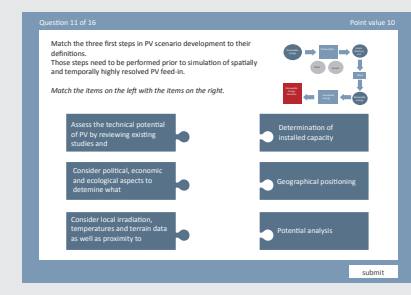 Question 11 of 16
Point value 10
Match the three first steps in PV scenario development to their
definitions.
Those steps need to be performed prior to simulation of spatially
and temporally highly resolved PV feed-in.
Match the items on the left with the items on the right.
Assess the technical potential
of PV by reviewing existing
studies and
Determination of
installed capacity
Consider political, economic
and ecological aspects to
detemine what
Geographical positioning
Consider local irradiation,
temperatures and terrain data
as well as proximity to
Potential analysis
submit